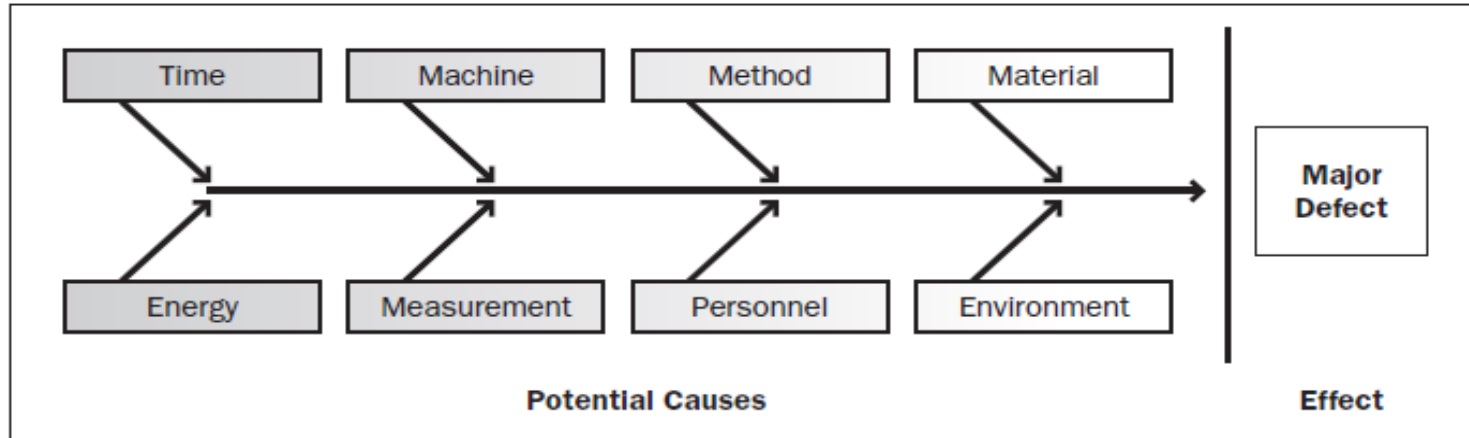 Time
Machine
Method
Material
Major
Defect
Energy
Measurement
Personnel
Environment
Potential Causes
Effect